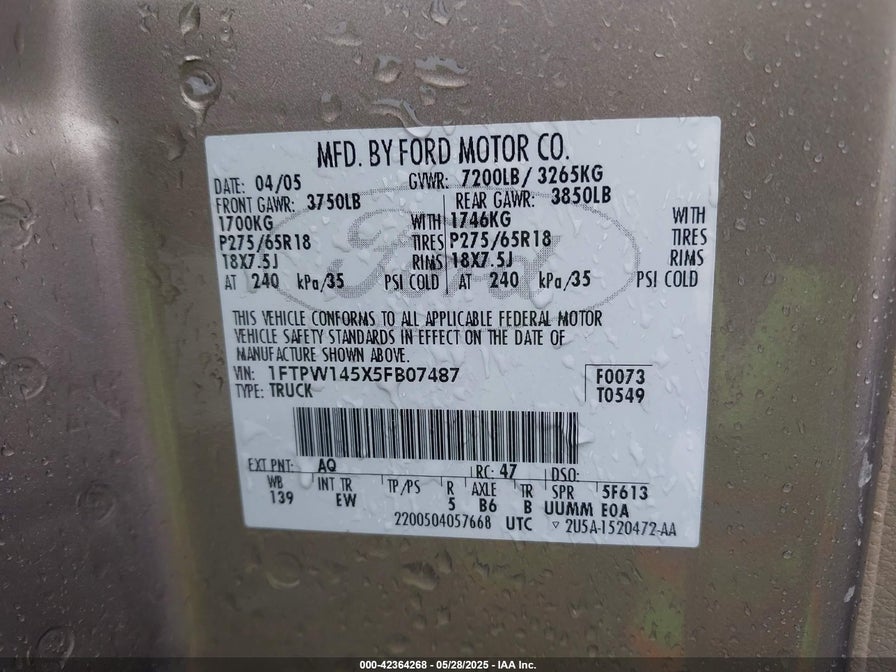 MFD. BY FORD MOTOR CO.
DATE: 04/05 GVWR: 7200LB/ 3265KG
FRONT GAWR: 3750LB REAR GAWR: 3850LB
1700KG WITH 1746KG WITH
P275/65R18 TIRES P275/65R18 TIRES
18X7.5J RIMS 18X7.5J RIMS
AT 240 kPa/35 PSI COLD AT 240 kPa/35 PSI COLD
Ford
THIS VEHICLE CONFORMS TO ALL APPLICABLE FEDERAL MOTOR
VEHICLE SAFETY STANDARDS IN EFFECT ON THE DATE OF
MANUFACTURE SHOWN ABOVE.
VIN: 1FTPW145X5FB07487 F0073
TYPE: TRUCK T0549
EXT PNT: AQ RC: 47 DSO:
WB INT TR TP/PS R AXLE TR SPR 5F613
139 EW 5 B6 B UUMM EOA
2200504057668 UTC ▽ 2U5A-1520472-AA
000-42364268 - 05/28/2025 - IAA Inc.